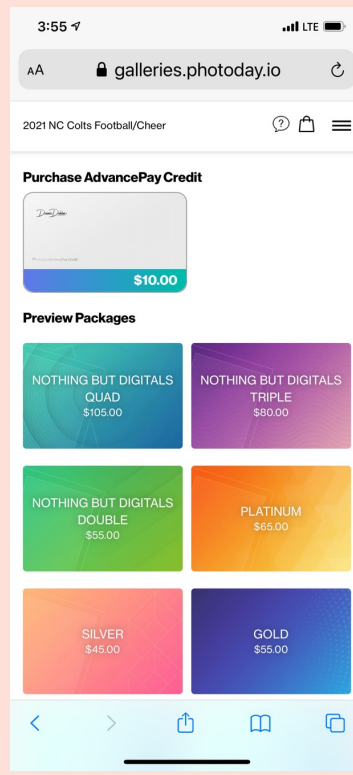 3:55
LTE
AA
galleries.photoday.io
2021 NC Colts Football/Cheer
?
Purchase AdvancePay Credit
$10.00
Preview Packages
NOTHING BUT DIGITALS
QUAD
$105.00
NOTHING BUT DIGITALS
TRIPLE
$80.00
NOTHING BUT DIGITALS
DOUBLE
$55.00
PLATINUM
$65.00
SILVER
$45.00
GOLD
$55.00